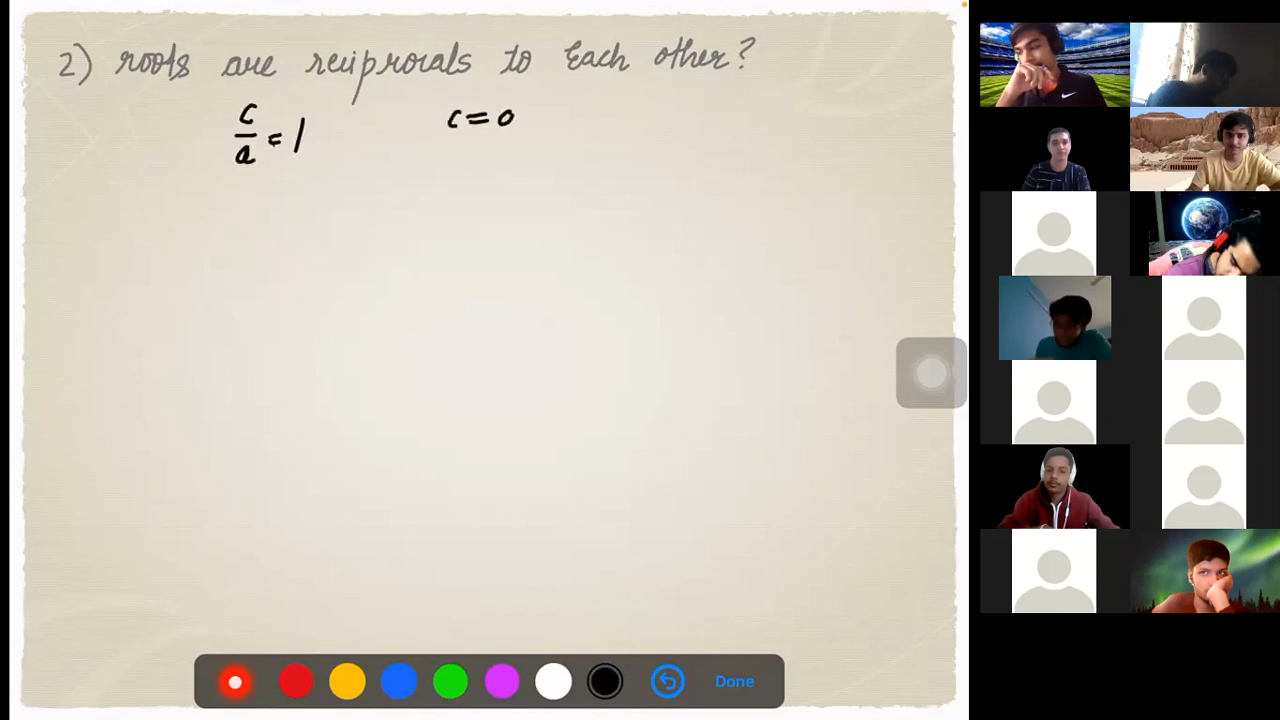 2) roots are reciprocals to Each other?
c/a = 1
c = 0
Done